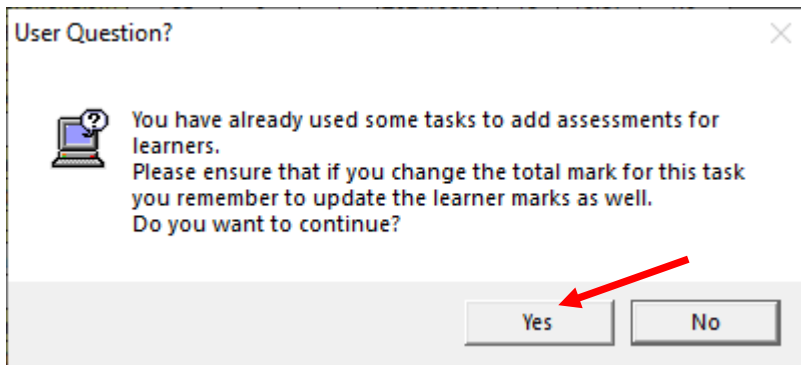 User Question?
You have already used some tasks to add assessments for
learners.
Please ensure that if you change the total mark for this task
you remember to update the learner marks as well.
Do you want to continue?
Yes
No